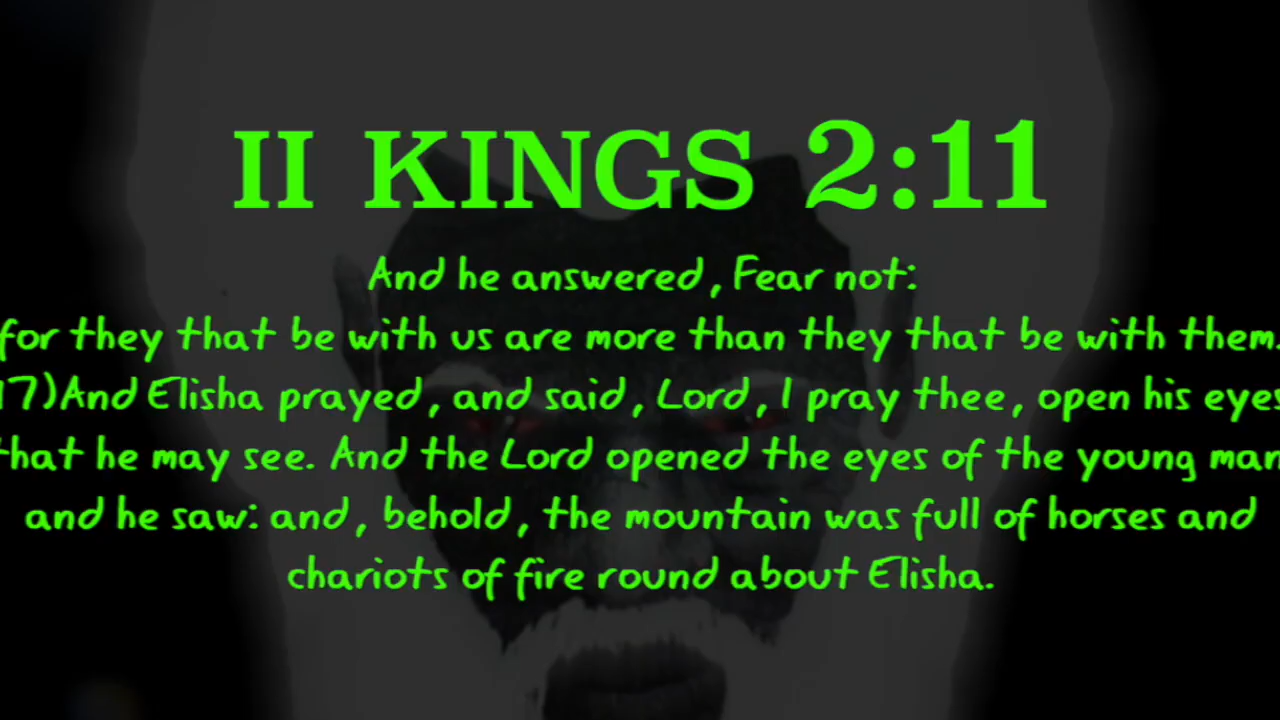 II KINGS 2:11
And he answered, Fear not:
for they that be with us are more than they that be with them.
17)And Elisha prayed, and said, Lord, I pray thee, open his eyes
that he may see. And the Lord opened the eyes of the young man
and he saw: and, behold, the mountain was full of horses and
chariots of fire round about Elisha.